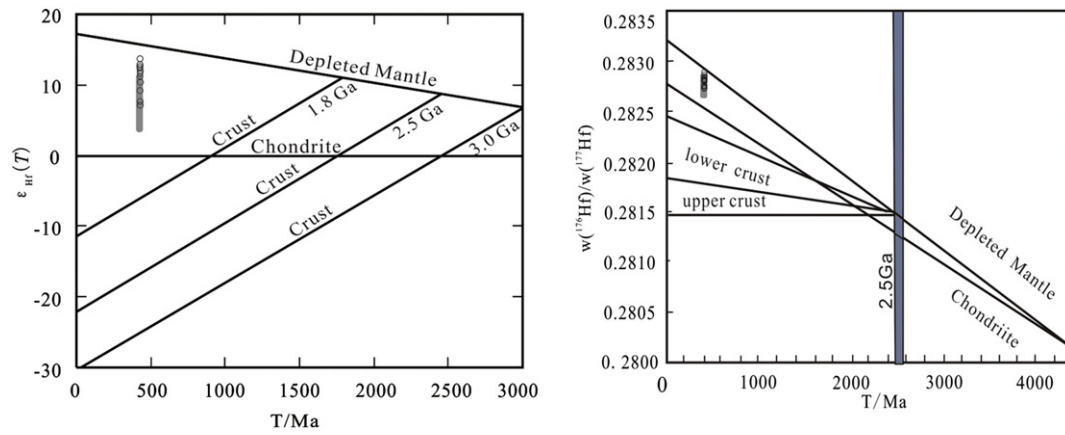 20
10
0
-10
-20
-30
ε Hf (T)
Depleted Mantle
Crust
1.8 Ga
Chondrite
Crust
2.5 Ga
Crust
3.0 Ga
0
500
1000
1500
2000
2500
3000
T/Ma
0.2835
0.2830
0.2825
0.2820
0.2815
0.2810
0.2805
0.2800
w(¹⁷⁶Hf)/w(¹⁷⁷Hf)
lower crust
upper crust
2.5Ga
Depleted Mantle
Chondriite
0
1000
2000
3000
4000
T/Ma